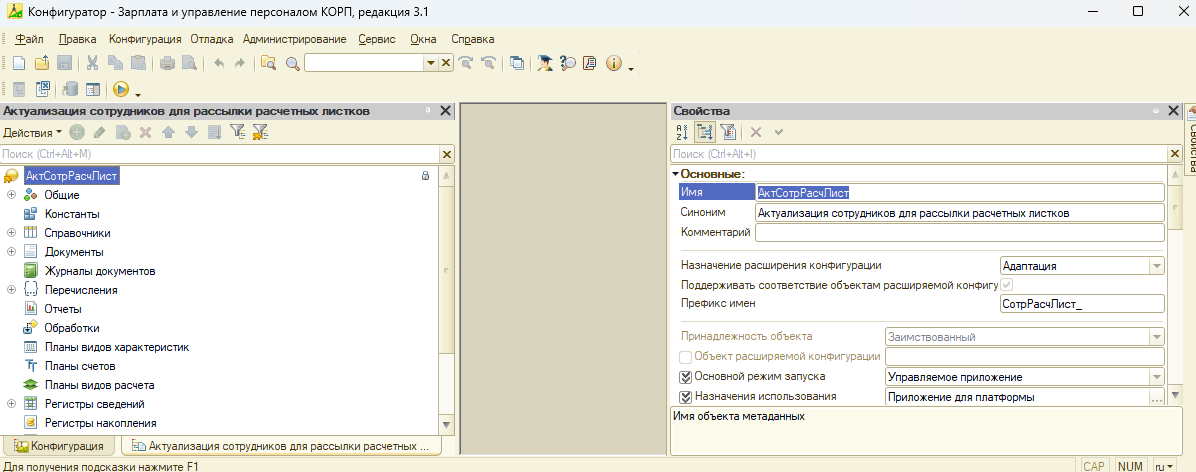 Конфигуратор - Зарплата и управление персоналом КОРП, редакция 3.1
Файл Правка Конфигурация Отладка Администрирование Сервис Окна Справка
Актуализация сотрудников для рассылки расчетных листков
Действия
Поиск (Ctrl+Alt+M)
АктСотрРасчЛист
Общие
Константы
Справочники
Документы
Журналы документов
Перечисления
Отчеты
Обработки
Планы видов характеристик
Планы счетов
Планы видов расчета
Регистры сведений
Регистры накопления
Конфигурация
Актуализация сотрудников для рассылки расчетных ...
Свойства
Поиск (Ctrl+Alt+I)
Основные:
Имя АктСотрРасчЛист
Синоним Актуализация сотрудников для рассылки расчетных листков
Комментарий
Назначение расширения конфигурации Адаптация
Поддерживать соответствие объектам расширяемой конфигу
Префикс имен СотрРасчЛист_
Принадлежность объекта Заимствованный
Объект расширяемой конфигурации
Основной режим запуска Управляемое приложение
Назначения использования Приложение для платформы ...
Имя объекта метаданных
Свойства
Для получения подсказки нажмите F1 CAP NUM ru